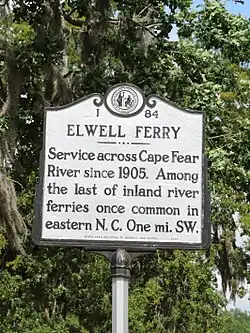 I 84
ELWELL FERRY
Service across Cape Fear
River since 1905. Among
the last of inland river
ferries once common in
eastern N. C. One mi. SW.